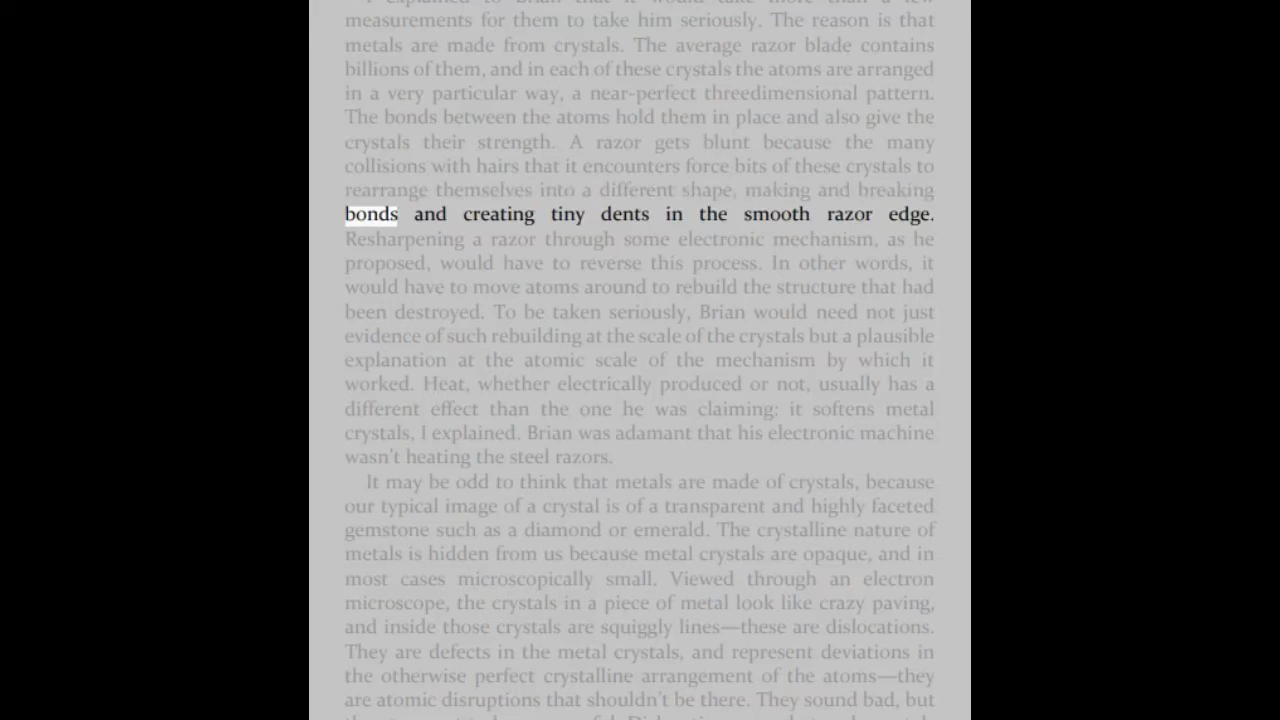 I explained to Brian that it would take more than a few
measurements for them to take him seriously. The reason is that
metals are made from crystals. The average razor blade contains
billions of them, and in each of these crystals the atoms are arranged
in a very particular way, a near-perfect threedimensional pattern.
The bonds between the atoms hold them in place and also give the
crystals their strength. A razor gets blunt because the many
collisions with hairs that it encounters force bits of these crystals to
rearrange themselves into a different shape, making and breaking
bonds and creating tiny dents in the smooth razor edge.
Resharpening a razor through some electronic mechanism, as he
proposed, would have to reverse this process. In other words, it
would have to move atoms around to rebuild the structure that had
been destroyed. To be taken seriously, Brian would need not just
evidence of such rebuilding at the scale of the crystals but a plausible
explanation at the atomic scale of the mechanism by which it
worked. Heat, whether electrically produced or not, usually has a
different effect than the one he was claiming: it softens metal
crystals, I explained. Brian was adamant that his electronic machine
wasn't heating the steel razors.
It may be odd to think that metals are made of crystals, because
our typical image of a crystal is of a transparent and highly faceted
gemstone such as a diamond or emerald. The crystalline nature of
metals is hidden from us because metal crystals are opaque, and in
most cases microscopically small. Viewed through an electron
microscope, the crystals in a piece of metal look like crazy paving,
and inside those crystals are squiggly lines—these are dislocations.
They are defects in the metal crystals, and represent deviations in
the otherwise perfect crystalline arrangement of the atoms—they
are atomic disruptions that shouldn't be there. They sound bad, but